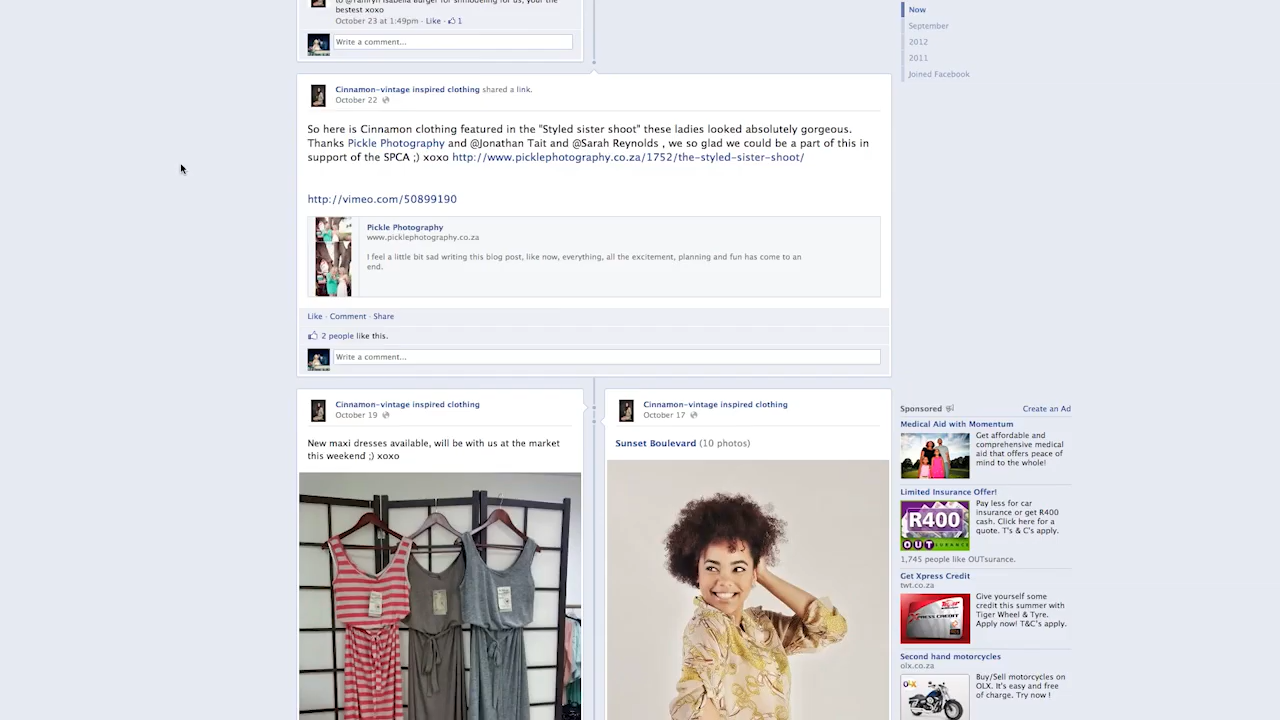 bestest xoxo
October 23 at 1:49pm · Like · 1
Write a comment...
Cinnamon-vintage inspired clothing shared a link.
October 22
So here is Cinnamon clothing featured in the "Styled sister shoot" these ladies looked absolutely gorgeous.
Thanks Pickle Photography and @Jonathan Tait and @Sarah Reynolds , we so glad we could be a part of this in
support of the SPCA ;) xoxo http://www.picklephotography.co.za/1752/the-styled-sister-shoot/
http://vimeo.com/50899190
Pickle Photography
www.picklephotography.co.za
I feel a little bit sad writing this blog post, like now, everything, all the excitement, planning and fun has come to an
end.
Like · Comment · Share
2 people like this.
Write a comment...
Cinnamon-vintage inspired clothing
October 19
New maxi dresses available, will be with us at the market
this weekend ;) xoxo
Cinnamon-vintage inspired clothing
October 17
Sunset Boulevard (10 photos)
Now
September
2012
2011
Joined Facebook
Sponsored
Create an Ad
Medical Aid with Momentum
Get affordable and
comprehensive medical
aid that offers peace of
mind to the whole!
Limited Insurance Offer!
R400
OUTsurance
Pay less for car
insurance or get R400
cash. Click here for a
quote. T's & C's apply.
1,745 people like OUTsurance.
Get Xpress Credit
twt.co.za
Give yourself some
credit this summer with
Tiger Wheel & Tyre.
Apply now! T&C's apply.
Second hand motorcycles
olx.co.za
OLX
Buy/Sell motorcycles on
OLX. It's easy and free
of charge. Try now !